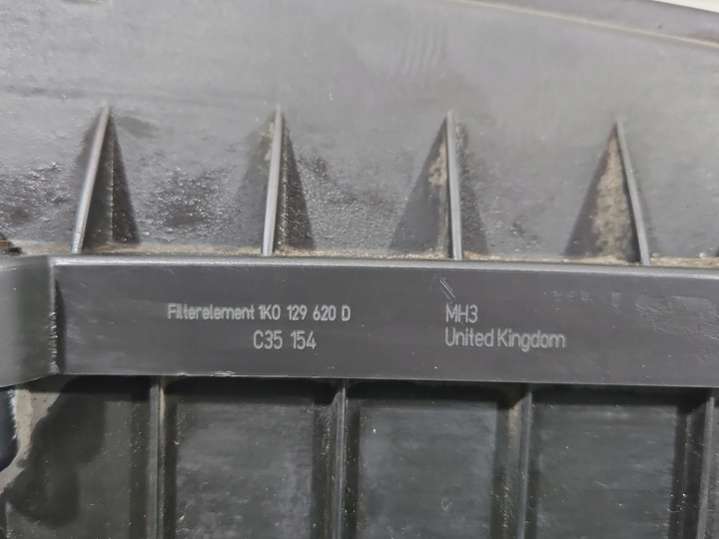 Filterelement 1K0 129 620 D
C35 154
MH3
United Kingdom